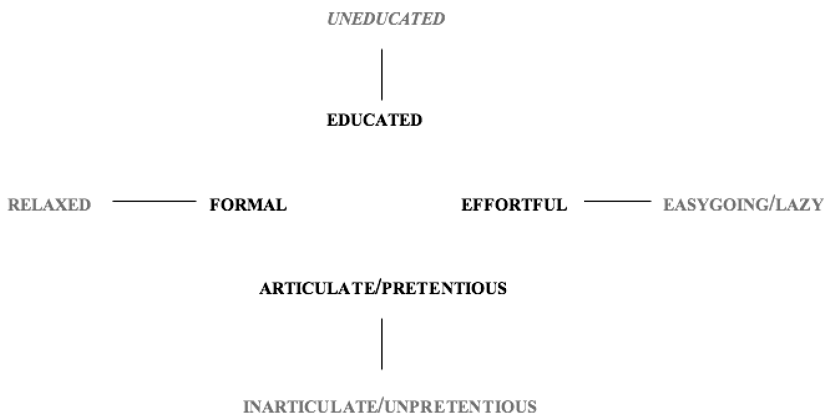 UNEDUCATED
EDUCATED
RELAXED FORMAL EFFORTFUL EASYGOING/LAZY
ARTICULATE/PRETENTIOUS
INARTICULATE/UNPRETENTIOUS